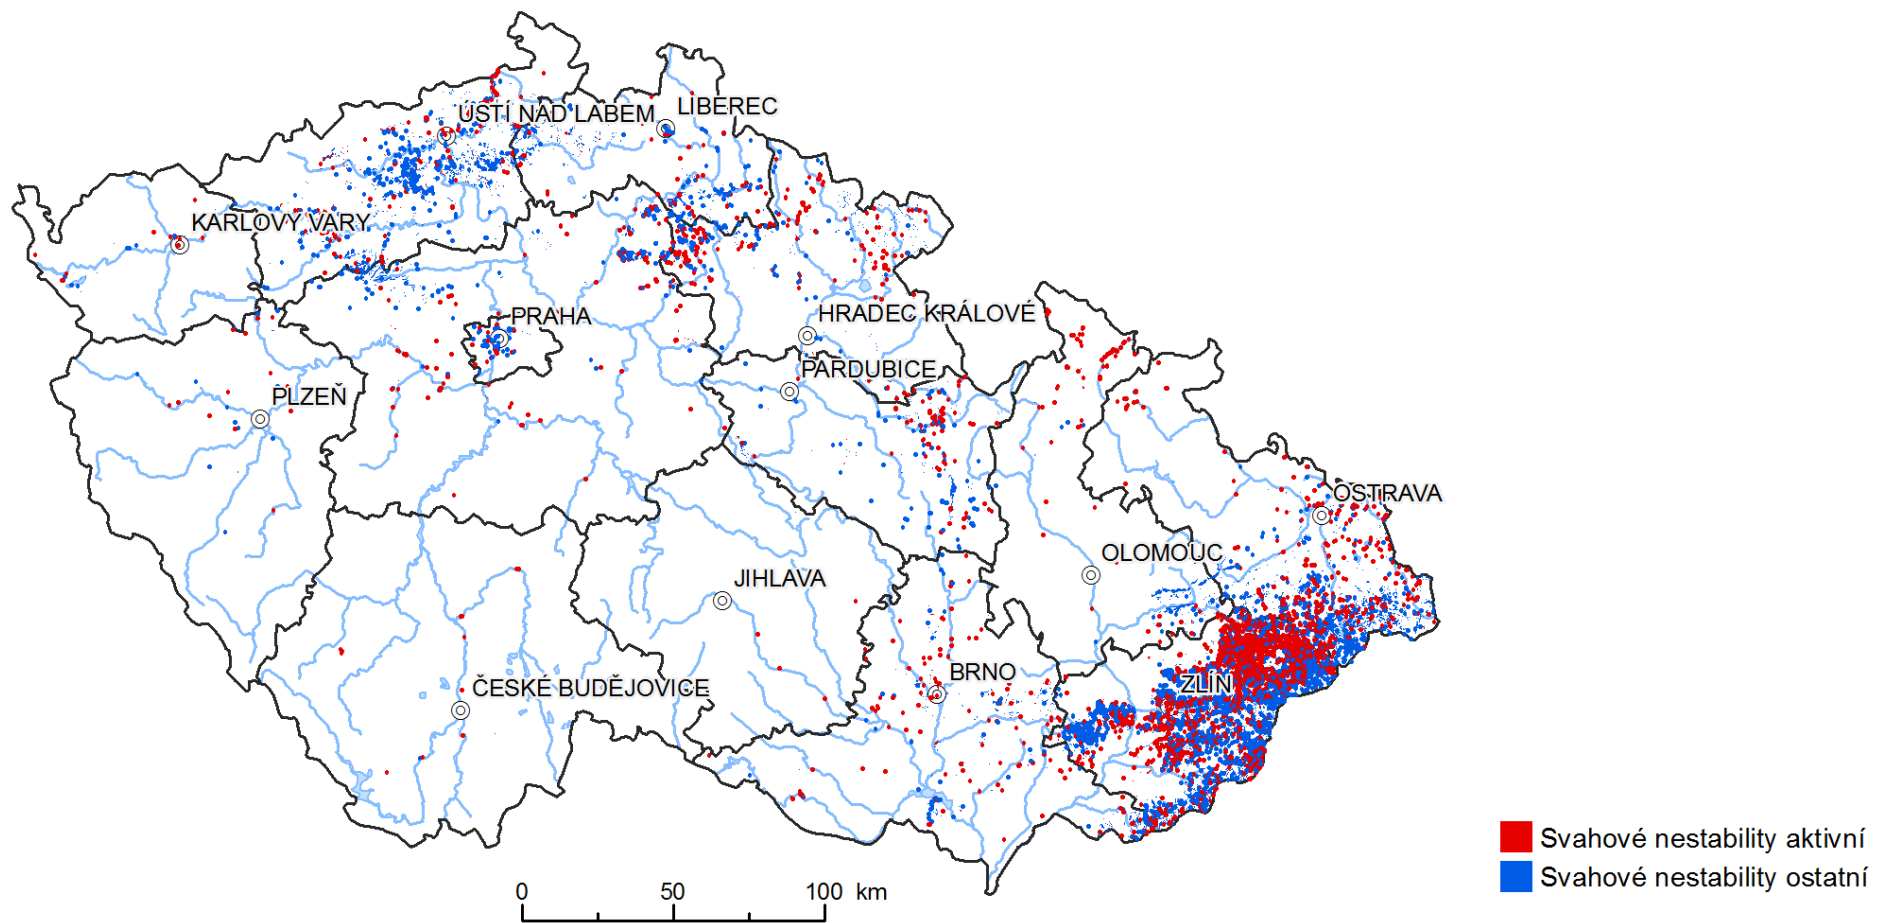 ÚSTÍ NAD LABEM
LIBEREC
KARLOVY VARY
PRAHA
HRADEC KRÁLOVÉ
PARDUBICE
PLZEŇ
OSTRAVA
OLOMOUC
JIHLAVA
BRNO
ZLÍN
ČESKÉ BUDĚJOVICE
Svahové nestability aktivní
Svahové nestability ostatní
0 50 100 km